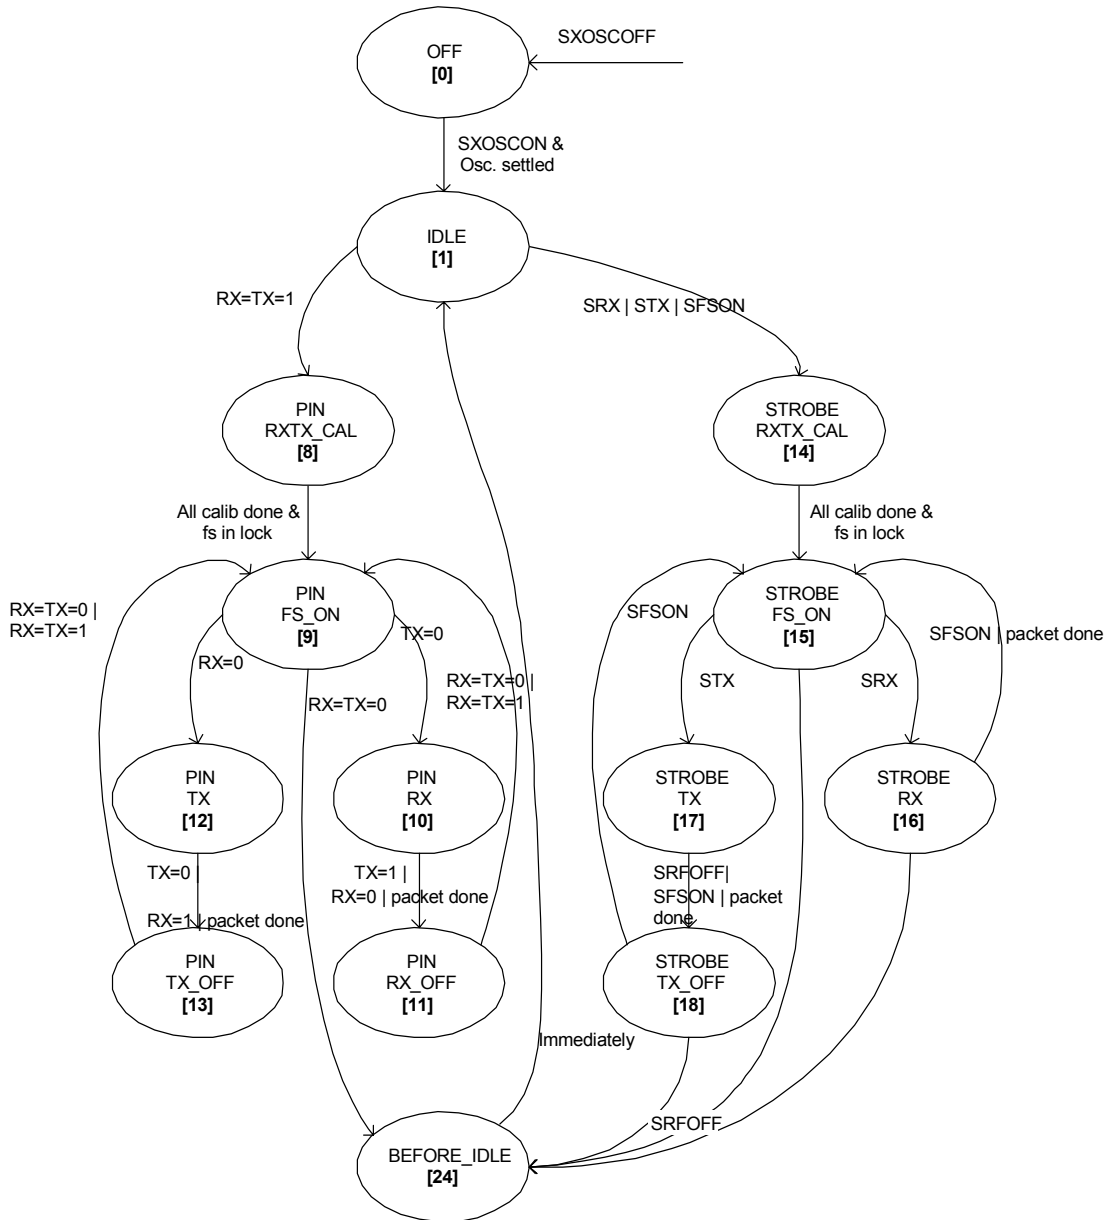 SXOSCOFF
OFF
[0]
SXOSCON &
Osc. settled
IDLE
[1]
RX=TX=1
SRX | STX | SFSON
PIN
RXTX_CAL
[8]
STROBE
RXTX_CAL
[14]
All calib done &
fs in lock
All calib done &
fs in lock
RX=TX=0 |
RX=TX=1
PIN
FS_ON
[9]
RX=0
TX=0
RX=TX=0
RX=TX=0 |
RX=TX=1
SFSON
STROBE
FS_ON
[15]
SFSON | packet done
STX
SRX
PIN
TX
[12]
PIN
RX
[10]
STROBE
TX
[17]
STROBE
RX
[16]
TX=0 |
RX=1 | packet done
TX=1 |
RX=0 | packet done
SRFOFF|
SFSON | packet
done
PIN
TX_OFF
[13]
PIN
RX_OFF
[11]
STROBE
TX_OFF
[18]
Immediately
SRFOFF
BEFORE_IDLE
[24]